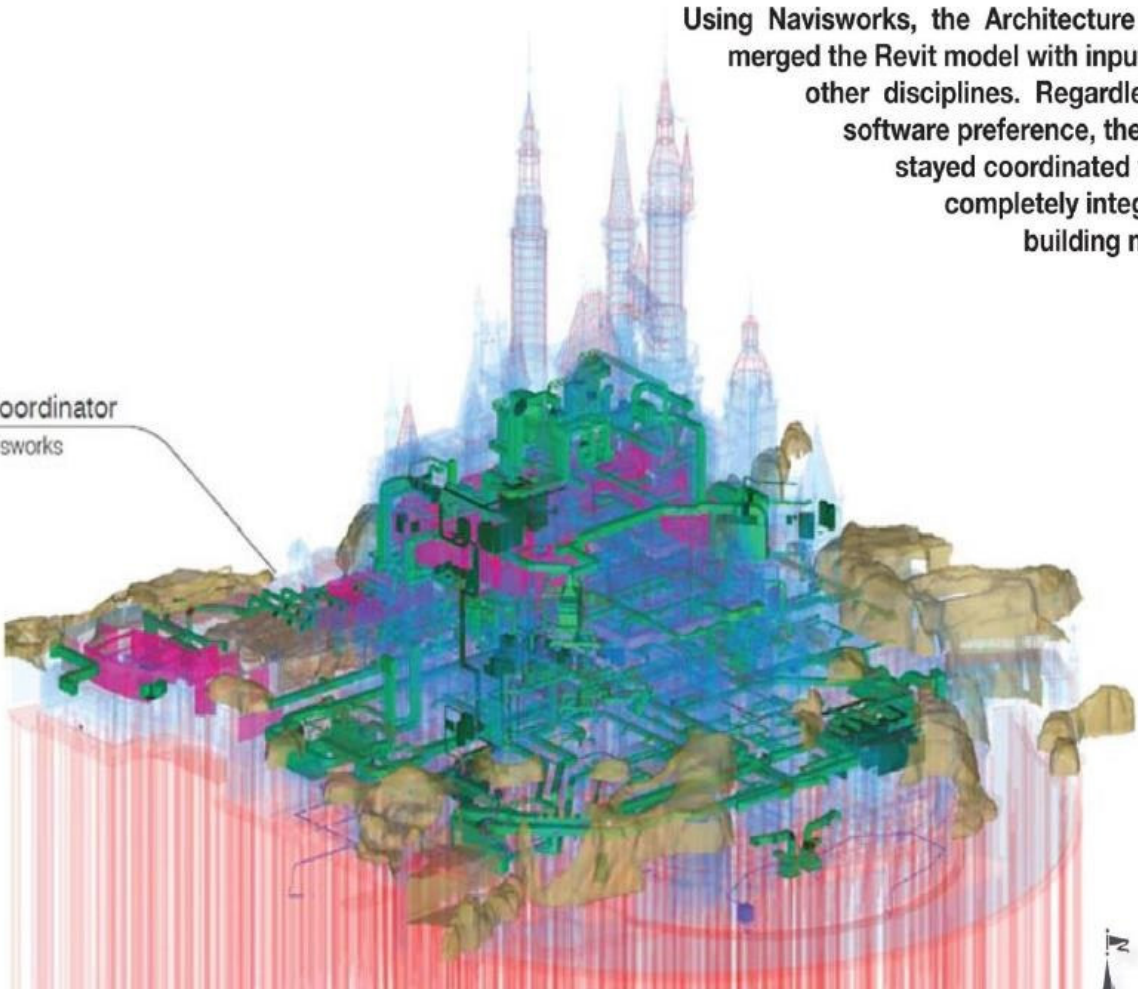 Using Navisworks, the Architecture
merged the Revit model with inpu
other disciplines. Regardle
software preference, the
stayed coordinated
completely integ
building
oordinator
sworks
N